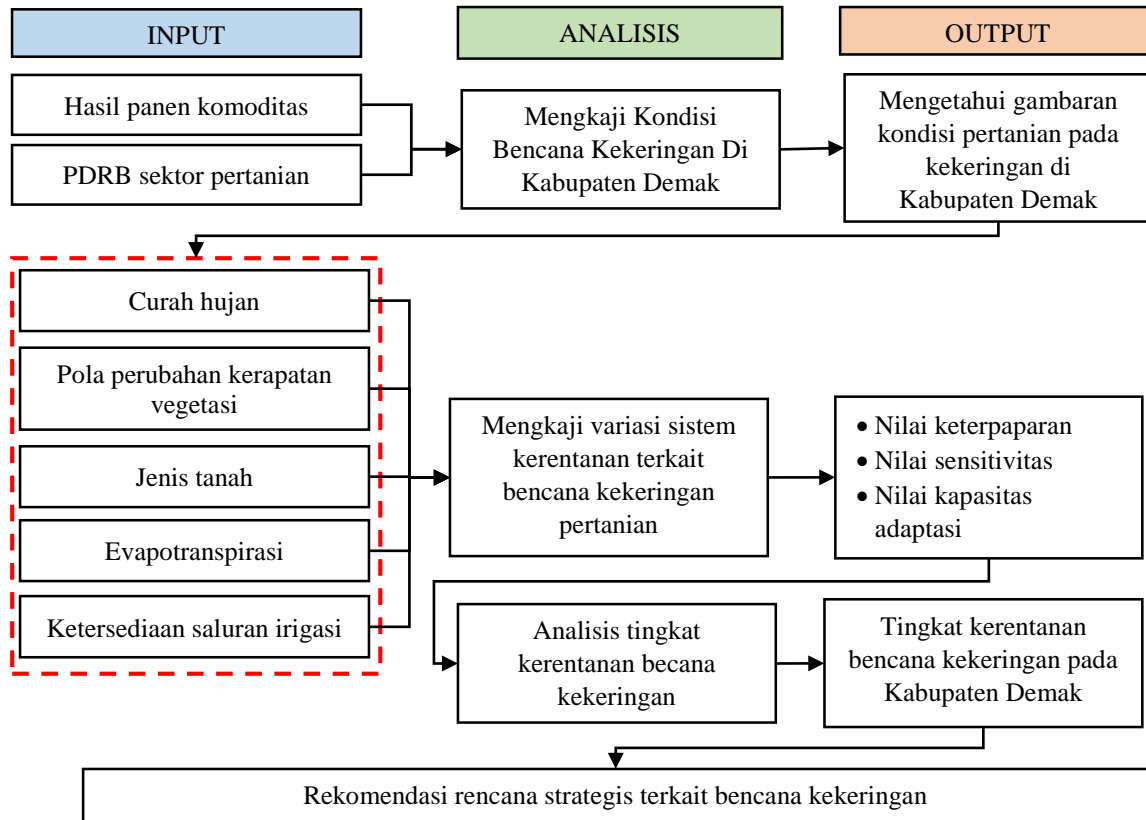 INPUT
ANALISIS
OUTPUT
Hasil panen komoditas
PDRB sektor pertanian
Mengkaji Kondisi
Bencana Kekeringan Di
Kabupaten Demak
Mengetahui gambaran
kondisi pertanian pada
kekeringan di
Kabupaten Demak
Curah hujan
Pola perubahan kerapatan
vegetasi
Jenis tanah
Evapotranspirasi
Ketersediaan saluran irigasi
Mengkaji variasi sistem
kerentanan terkait
bencana kekeringan
pertanian
• Nilai keterpaparan
• Nilai sensitivitas
• Nilai kapasitas
adaptasi
Analisis tingkat
kerentanan becana
kekeringan
Tingkat kerentanan
bencana kekeringan pada
Kabupaten Demak
Rekomendasi rencana strategis terkait bencana kekeringan